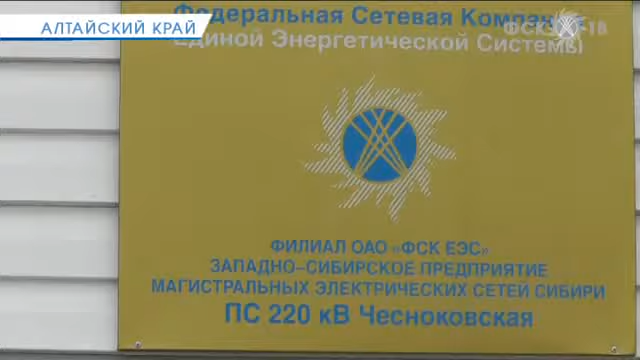 АЛТАЙСКИЙ КРАЙ
Федеральная Сетевая Компания
Единой Энергетической Системы
ФИЛИАЛ ОАО «ФСК ЕЭС»
ЗАПАДНО-СИБИРСКОЕ ПРЕДПРИЯТИЕ
МАГИСТРАЛЬНЫХ ЭЛЕКТРИЧЕСКИХ СЕТЕЙ СИБИРИ
ПС 220 кВ Чесноковская